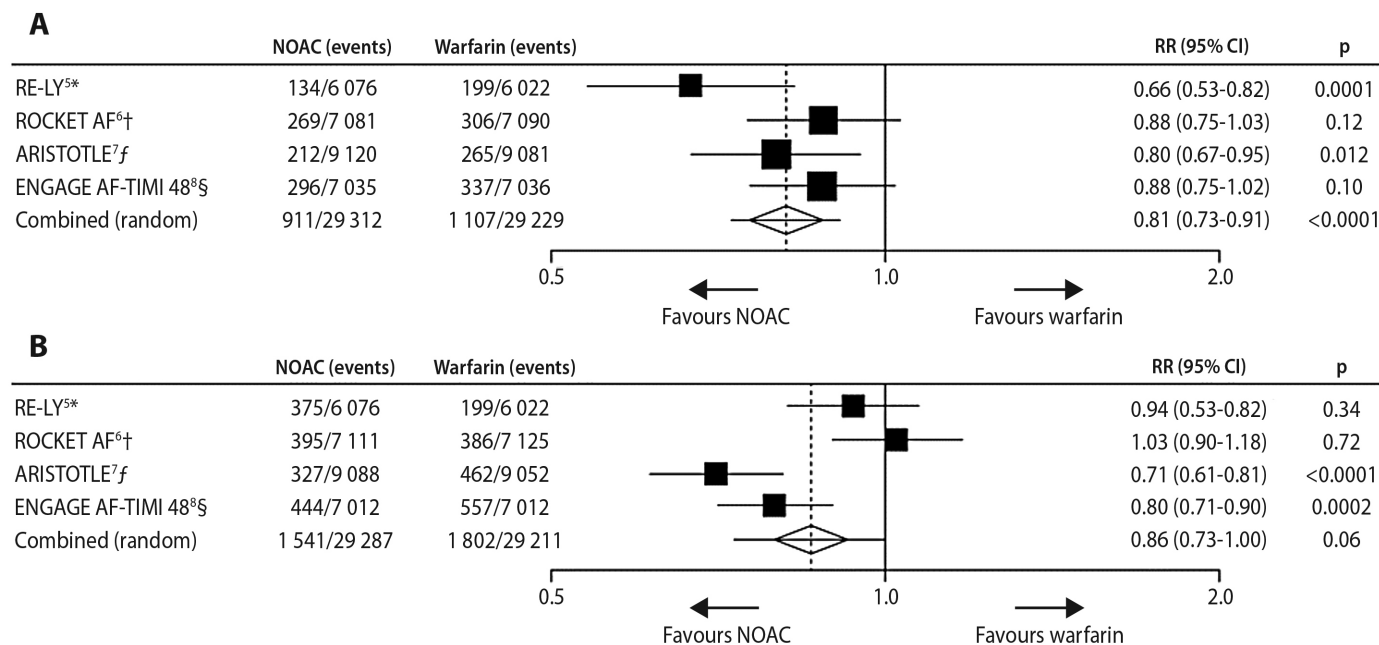 A
NOAC (events) Warfarin (events) RR (95% CI) p
RE-LY⁵* 134/6 076 199/6 022 0.66 (0.53-0.82) 0.0001
ROCKET AF⁶† 269/7 081 306/7 090 0.88 (0.75-1.03) 0.12
ARISTOTLE⁷ƒ 212/9 120 265/9 081 0.80 (0.67-0.95) 0.012
ENGAGE AF-TIMI 48⁸§ 296/7 035 337/7 036 0.88 (0.75-1.02) 0.10
Combined (random) 911/29 312 1 107/29 229 0.81 (0.73-0.91) <0.0001
0.5 1.0 2.0
Favours NOAC Favours warfarin
B
NOAC (events) Warfarin (events) RR (95% CI) p
RE-LY⁵* 375/6 076 199/6 022 0.94 (0.53-0.82) 0.34
ROCKET AF⁶† 395/7 111 386/7 125 1.03 (0.90-1.18) 0.72
ARISTOTLE⁷ƒ 327/9 088 462/9 052 0.71 (0.61-0.81) <0.0001
ENGAGE AF-TIMI 48⁸§ 444/7 012 557/7 012 0.80 (0.71-0.90) 0.0002
Combined (random) 1 541/29 287 1 802/29 211 0.86 (0.73-1.00) 0.06
0.5 1.0 2.0
Favours NOAC Favours warfarin